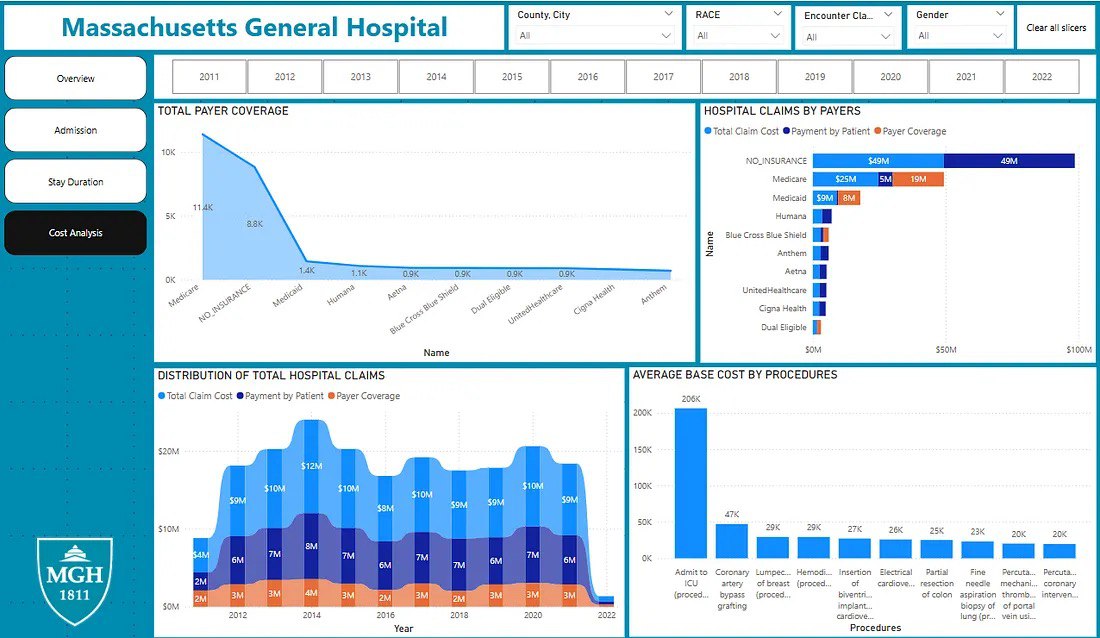 Massachusetts General Hospital
County, City
All
RACE
All
Encounter Cla...
All
Gender
All
Clear all slicers
Overview
Admission
Stay Duration
Cost Analysis
2011 2012 2013 2014 2015 2016 2017 2018 2019 2020 2021 2022
TOTAL PAYER COVERAGE
10K
5K
0K
11.4K
8.8K
1.4K
1.1K
0.9K
0.9K
0.9K
0.9K
Medicare
NO_INSURANCE
Medicaid
Humana
Aetna
Blue Cross Blue Shield
Dual Eligible
UnitedHealthcare
Cigna Health
Anthem
Name
HOSPITAL CLAIMS BY PAYERS
Total Claim Cost Payment by Patient Payer Coverage
Name
NO_INSURANCE $49M 49M
Medicare $25M 5M 19M
Medicaid $9M 8M
Humana
Blue Cross Blue Shield
Anthem
Aetna
UnitedHealthcare
Cigna Health
Dual Eligible
$0M $50M $100M
DISTRIBUTION OF TOTAL HOSPITAL CLAIMS
Total Claim Cost Payment by Patient Payer Coverage
$20M
$10M
$0M
$4M $9M $10M $12M $10M $8M $10M $9M $9M $10M $9M
2M 6M 7M 8M 7M 6M 7M 7M 6M 7M 6M
2M 3M 3M 4M 3M 2M 3M 2M 3M 3M 3M
2012 2014 2016 2018 2020 2022
Year
AVERAGE BASE COST BY PROCEDURES
200K
150K
100K
50K
0K
206K 47K 29K 29K 27K 26K 25K 23K 20K 20K
Admit to
ICU
(proced...
Coronary
artery
bypass
grafting
Lumpec...
of breast
(proced...
Hemodi...
(proced...
Insertion
of
biventri...
implant...
cardiove...
Electrical
cardiove...
Partial
resection
of colon
Fine
needle
aspiration
biopsy of
lung (pr...
Percuta...
mechani...
thromb...
of portal
vein usi...
Percuta...
coronary
interven...
Procedures
MGH
1811